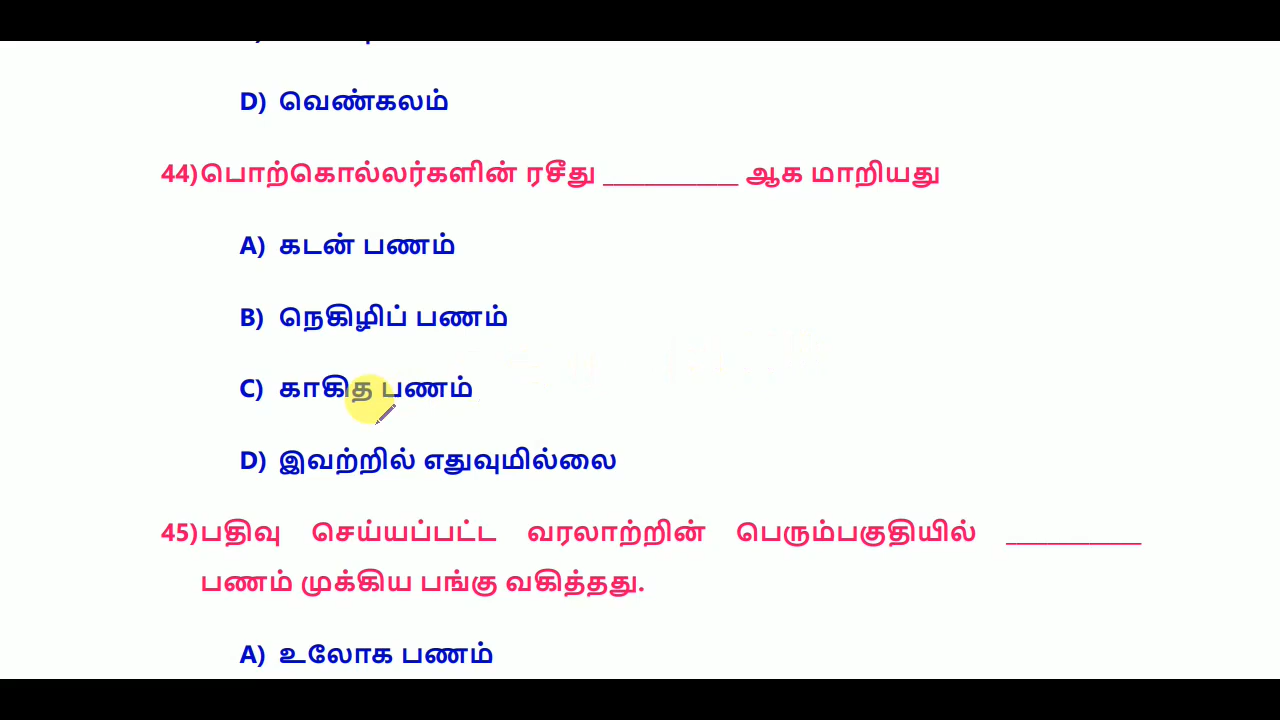 D) வெண்கலம்
44)பொற்கொல்லர்களின் ரசீது __________ ஆக மாறியது
A) கடன் பணம்
B) நெகிழிப் பணம்
C) காகித பணம்
D) இவற்றில் எதுவுமில்லை
45)பதிவு செய்யப்பட்ட வரலாற்றின் பெரும்பகுதியில் __________
பணம் முக்கிய பங்கு வகித்தது.
A) உலோக பணம்